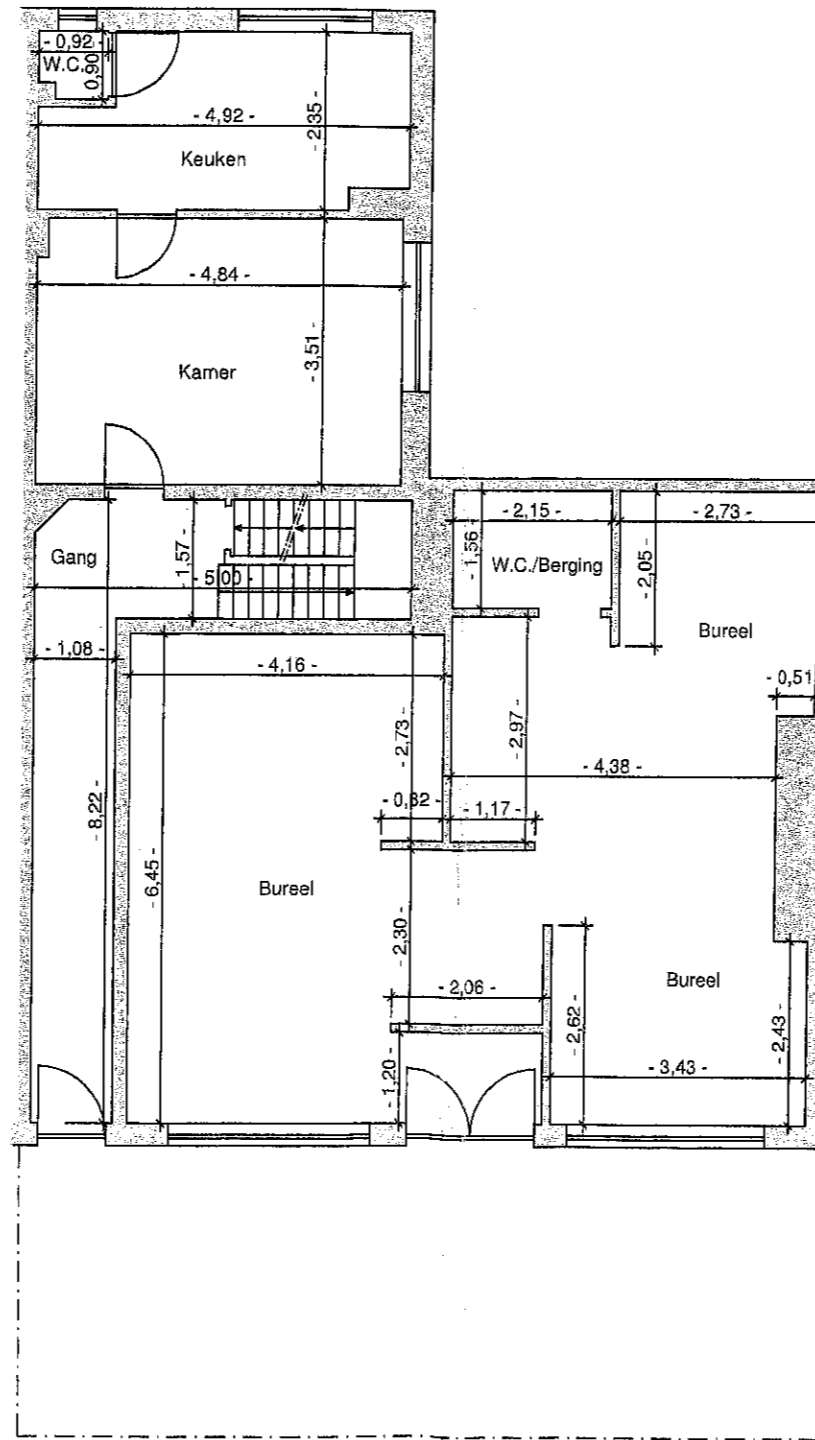 - 0,92 -
W.C.
0,90
- 4,92 -
- 2,35 -
Keuken
- 4,84 -
- 3,51 -
Kamer
Gang
- 1,57 -
- 5,00 -
- 2,15 -
- 2,73 -
- 1,56 -
W.C./Berging
- 2,05 -
Bureel
- 1,08 -
- 4,16 -
- 0,51
- 2,73 -
- 2,97 -
- 4,38 -
- 8,22 -
- 0,82 -
- 1,17 -
- 6,45 -
Bureel
- 2,30 -
- 2,06 -
Bureel
- 2,62 -
- 2,43 -
- 1,20 -
- 3,43 -